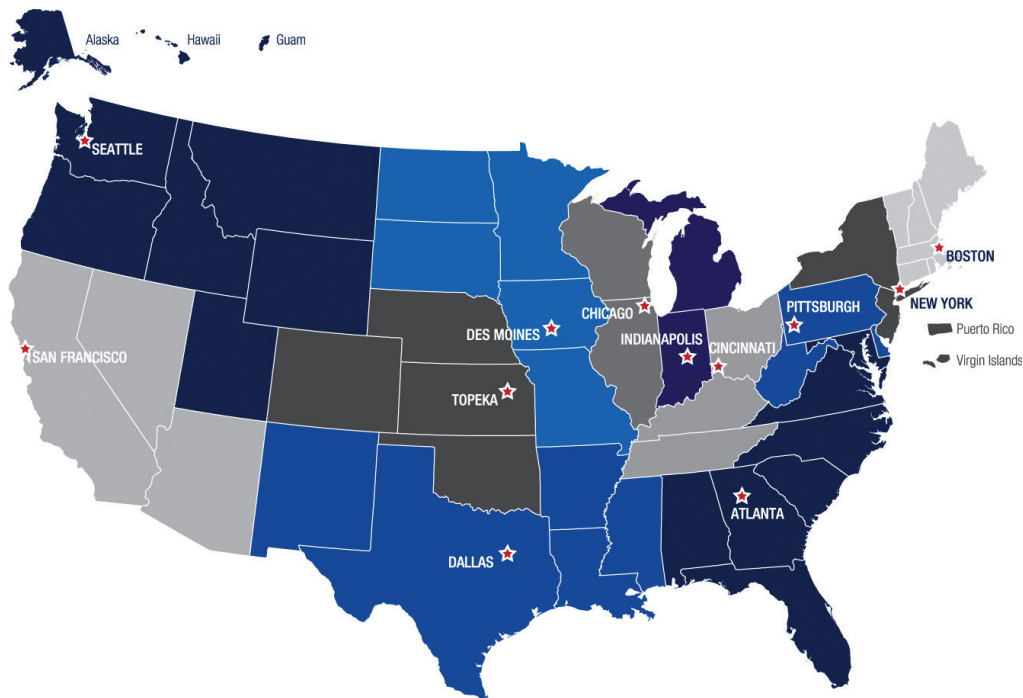 Alaska
Hawaii
Guam
SEATTLE
BOSTON
PITTSBURGH
NEW YORK
CHICAGO
Puerto Rico
DES MOINES
INDIANAPOLIS
CINCINNATI
SAN FRANCISCO
Virgin Islands
TOPEKA
ATLANTA
DALLAS